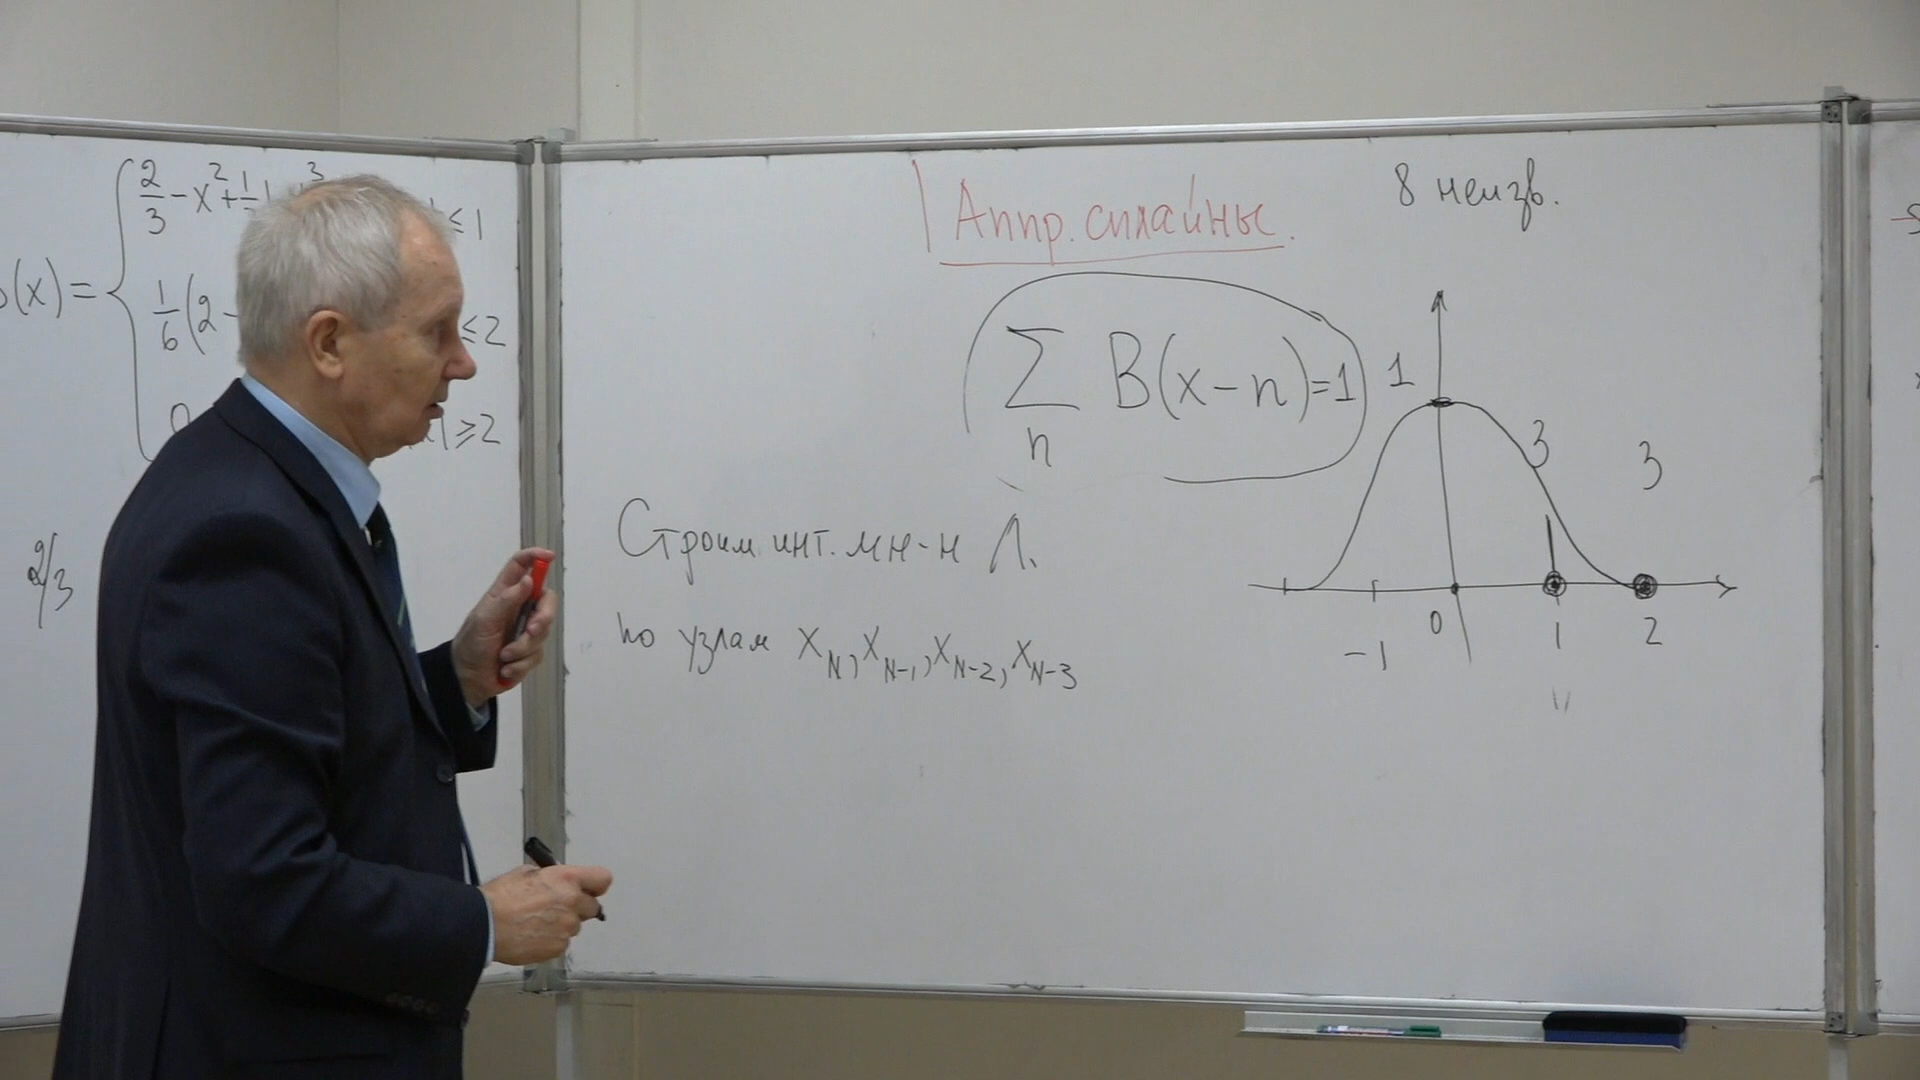 2/3 - x² + 1/ 3 ≤ 1
(x) =
1/6 (2 - ≤ 2
≥ 2
2/3
Аппр. сплайны.
8 неизв.
∑ B(x-n)=1
n
Строим инт. мн-н Л.
по узлам x_N, x_{N-1}, x_{N-2}, x_{N-3}
1
3
3
-1 0 1 2